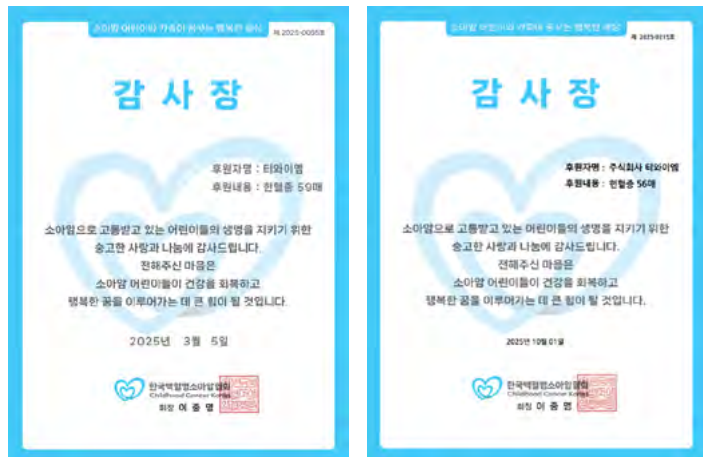 소아암 어린이와 가족이 꿈꾸는 행복한 세상
감 사 장
후원자명 : 티와이엠
후원내용 : 헌혈증 59매
소아암으로 고통받고 있는 어린이들의 생명을 지키기 위한
숭고한 사랑과 나눔에 감사드립니다.
전해주신 마음은
소아암 어린이들이 건강을 회복하고
행복한 꿈을 이루어가는 데 큰 힘이 될 것입니다.
2025년 3월 5일
한국백혈병소아암협회
Childhood Cancer Korea
회장 이 중 명
소아암 어린이와 가족이 꿈꾸는 행복한 세상
제 2025-0215호
감 사 장
후원자명 : 주식회사 티와이엠
후원내용 : 헌혈증 56매
소아암으로 고통받고 있는 어린이들의 생명을 지키기 위한
숭고한 사랑과 나눔에 감사드립니다.
전해주신 마음은
소아암 어린이들이 건강을 회복하고
행복한 꿈을 이루어가는 데 큰 힘이 될 것입니다.
2025년 10월 01일
한국백혈병소아암협회
Childhood Cancer Korea
회장 이 중 명